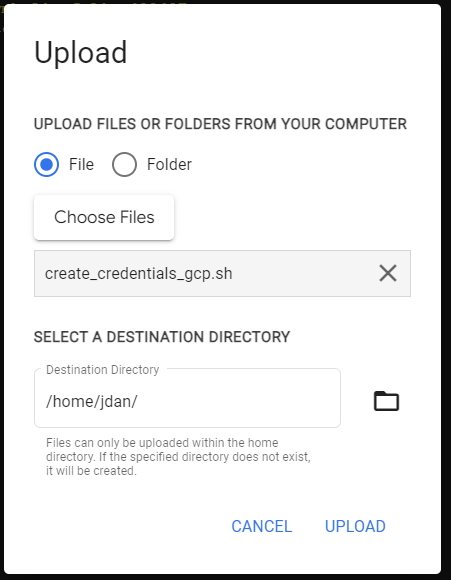 Upload
UPLOAD FILES OR FOLDERS FROM YOUR COMPUTER
File
Folder
Choose Files
create_credentials_gcp.sh
SELECT A DESTINATION DIRECTORY
Destination Directory
/home/jdan/
Files can only be uploaded within the home
directory. If the specified directory does not exist,
it will be created.
CANCEL
UPLOAD